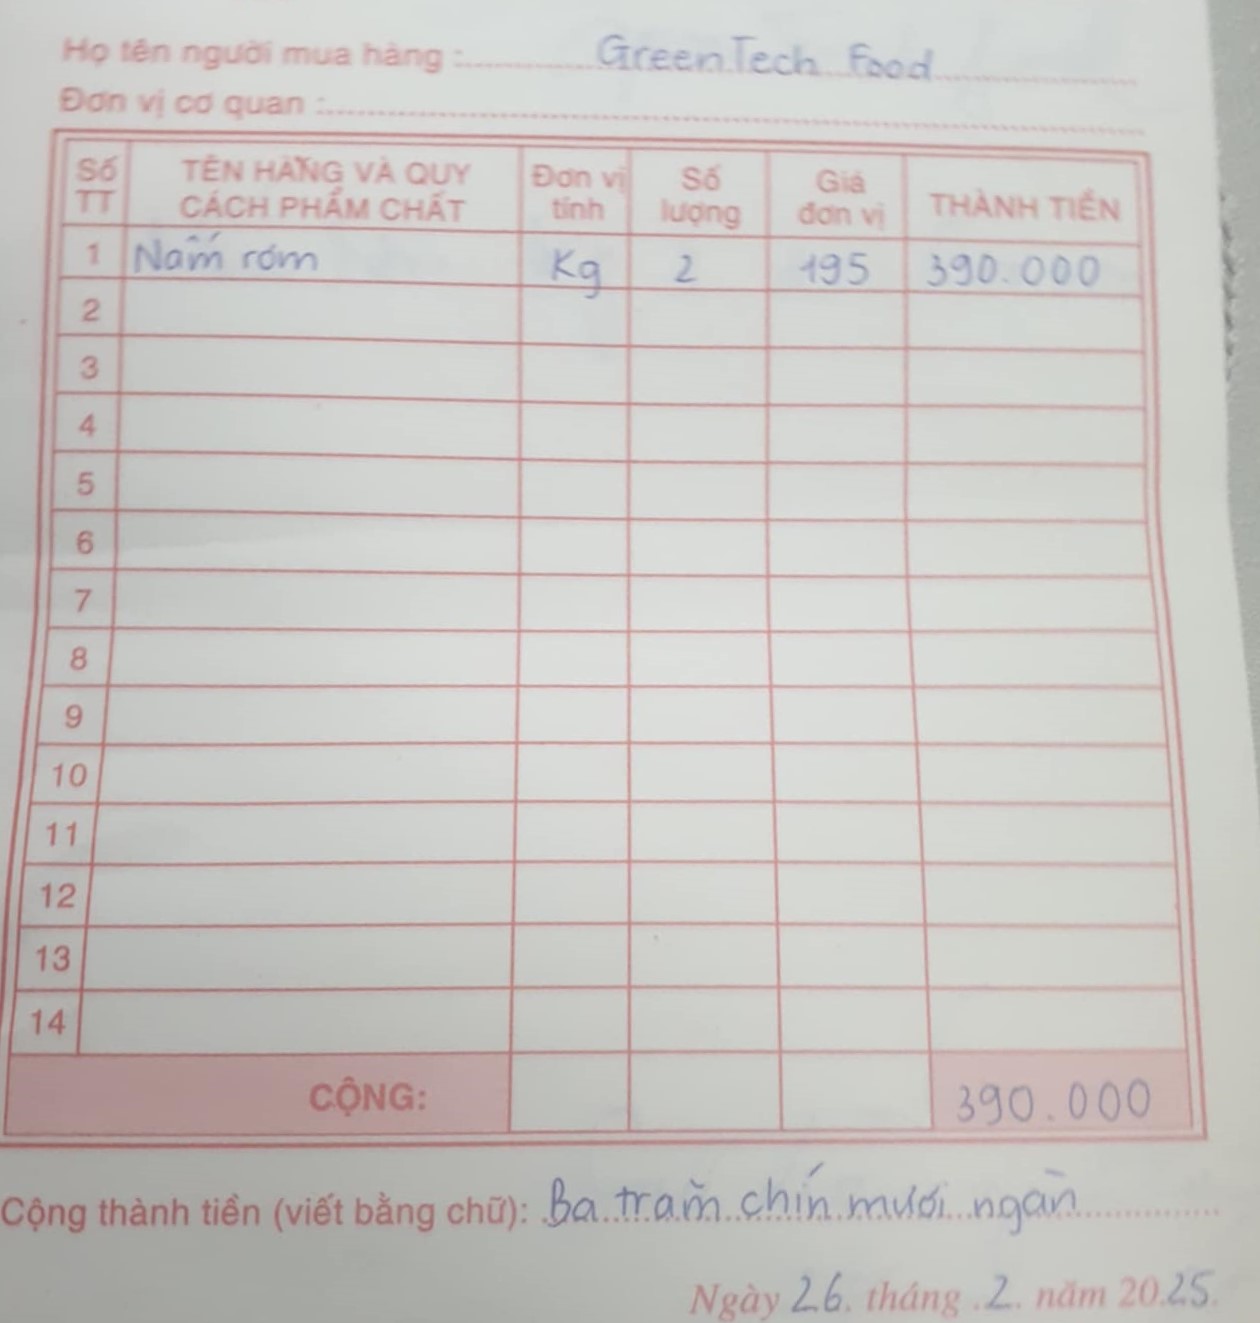 Họ tên người mua hàng : GreenTech Food
Đơn vị cơ quan :
Số TT TÊN HÀNG VÀ QUY CÁCH PHẨM CHẤT Đơn vị tính Số lượng Giá đơn vị THÀNH TIỀN
1 Nấm rơm Kg 2 195 390.000
2
3
4
5
6
7
8
9
10
11
12
13
14
CỘNG: 390.000
Cộng thành tiền (viết bằng chữ): Ba trăm chín mươi ngàn
Ngày 26 tháng 2 năm 2025